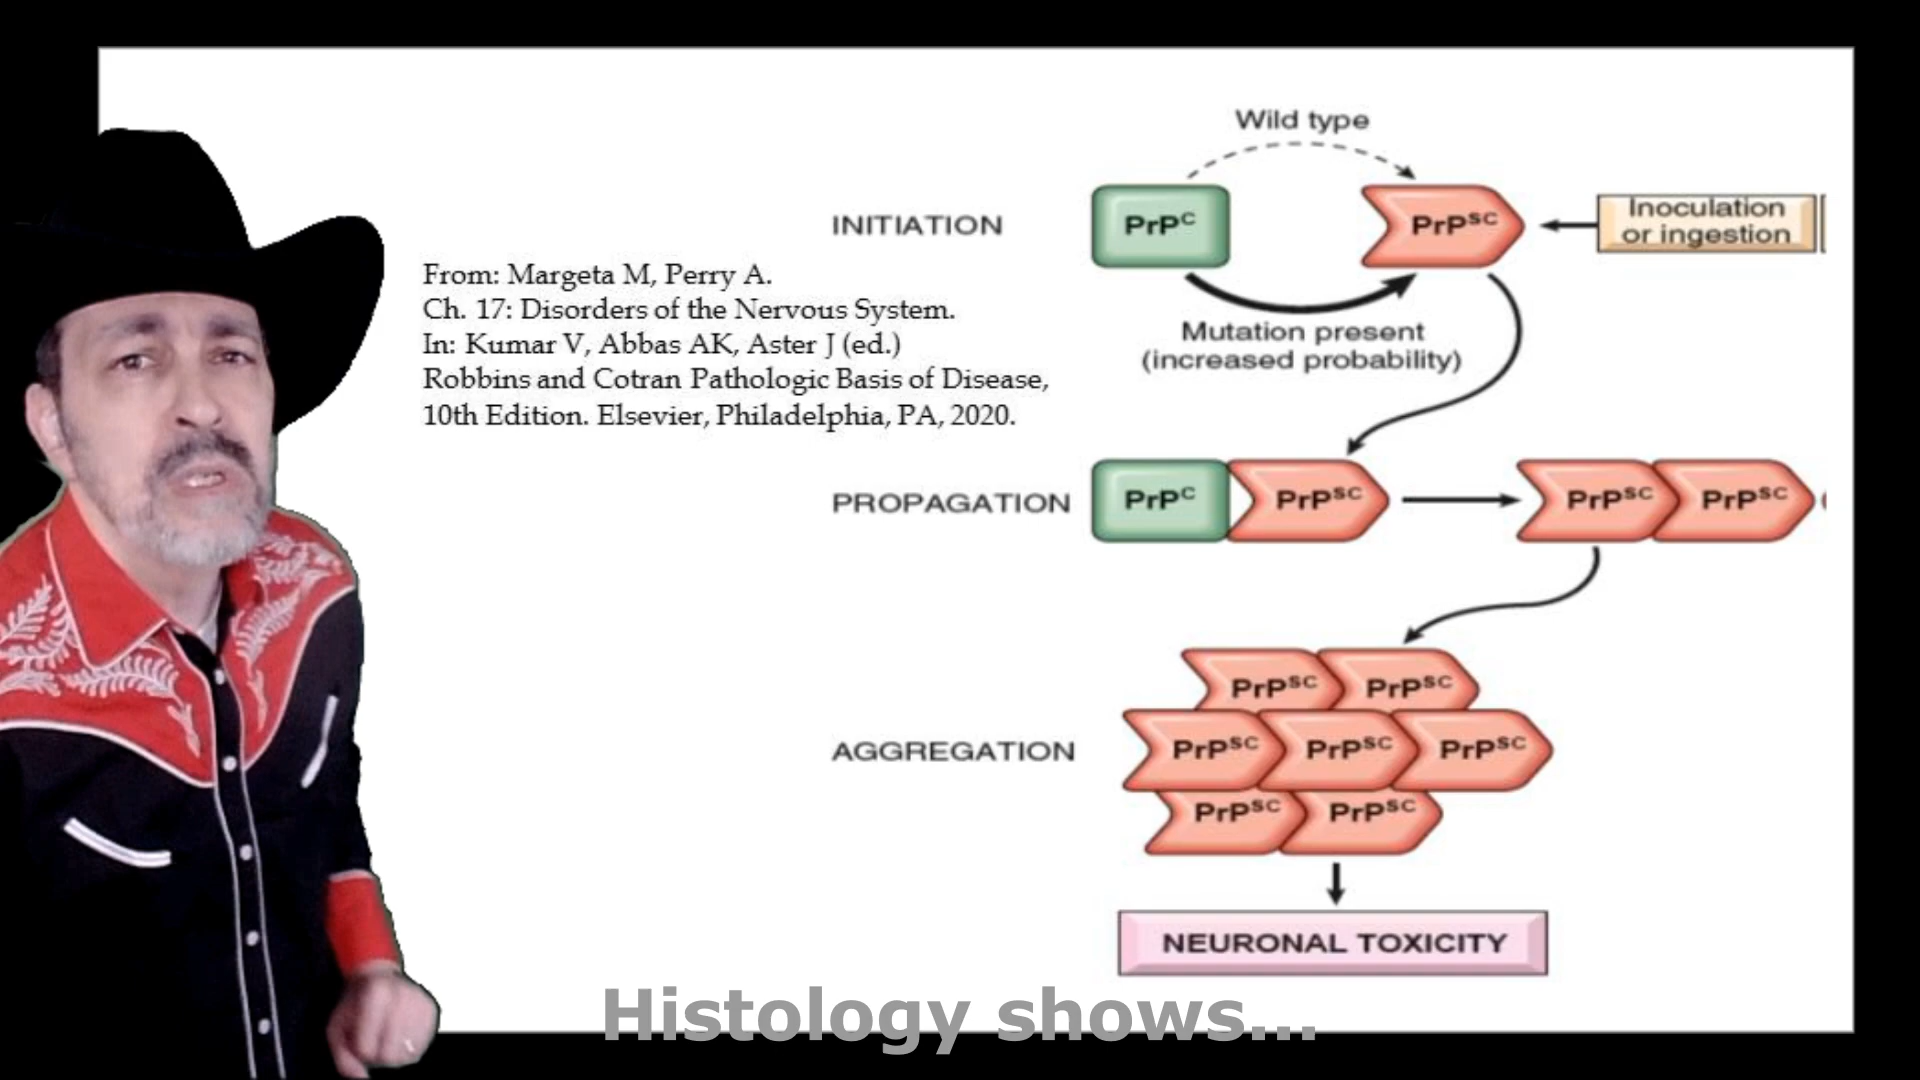 Wild type
INITIATION
PrPC
PrPSC
Inoculation
or ingestion
From: Margeta M, Perry A.
Ch. 17: Disorders of the Nervous System.
In: Kumar V, Abbas AK, Aster J (ed.)
Robbins and Cotran Pathologic Basis of Disease,
10th Edition. Elsevier, Philadelphia, PA, 2020.
Mutation present
(increased probability)
PROPAGATION
PrPC
PrPSC
PrPSC
PrPSC
AGGREGATION
PrPSC
PrPSC
PrPSC
PrPSC
PrPSC
PrPSC
PrPSC
NEURONAL TOXICITY
Histology shows...